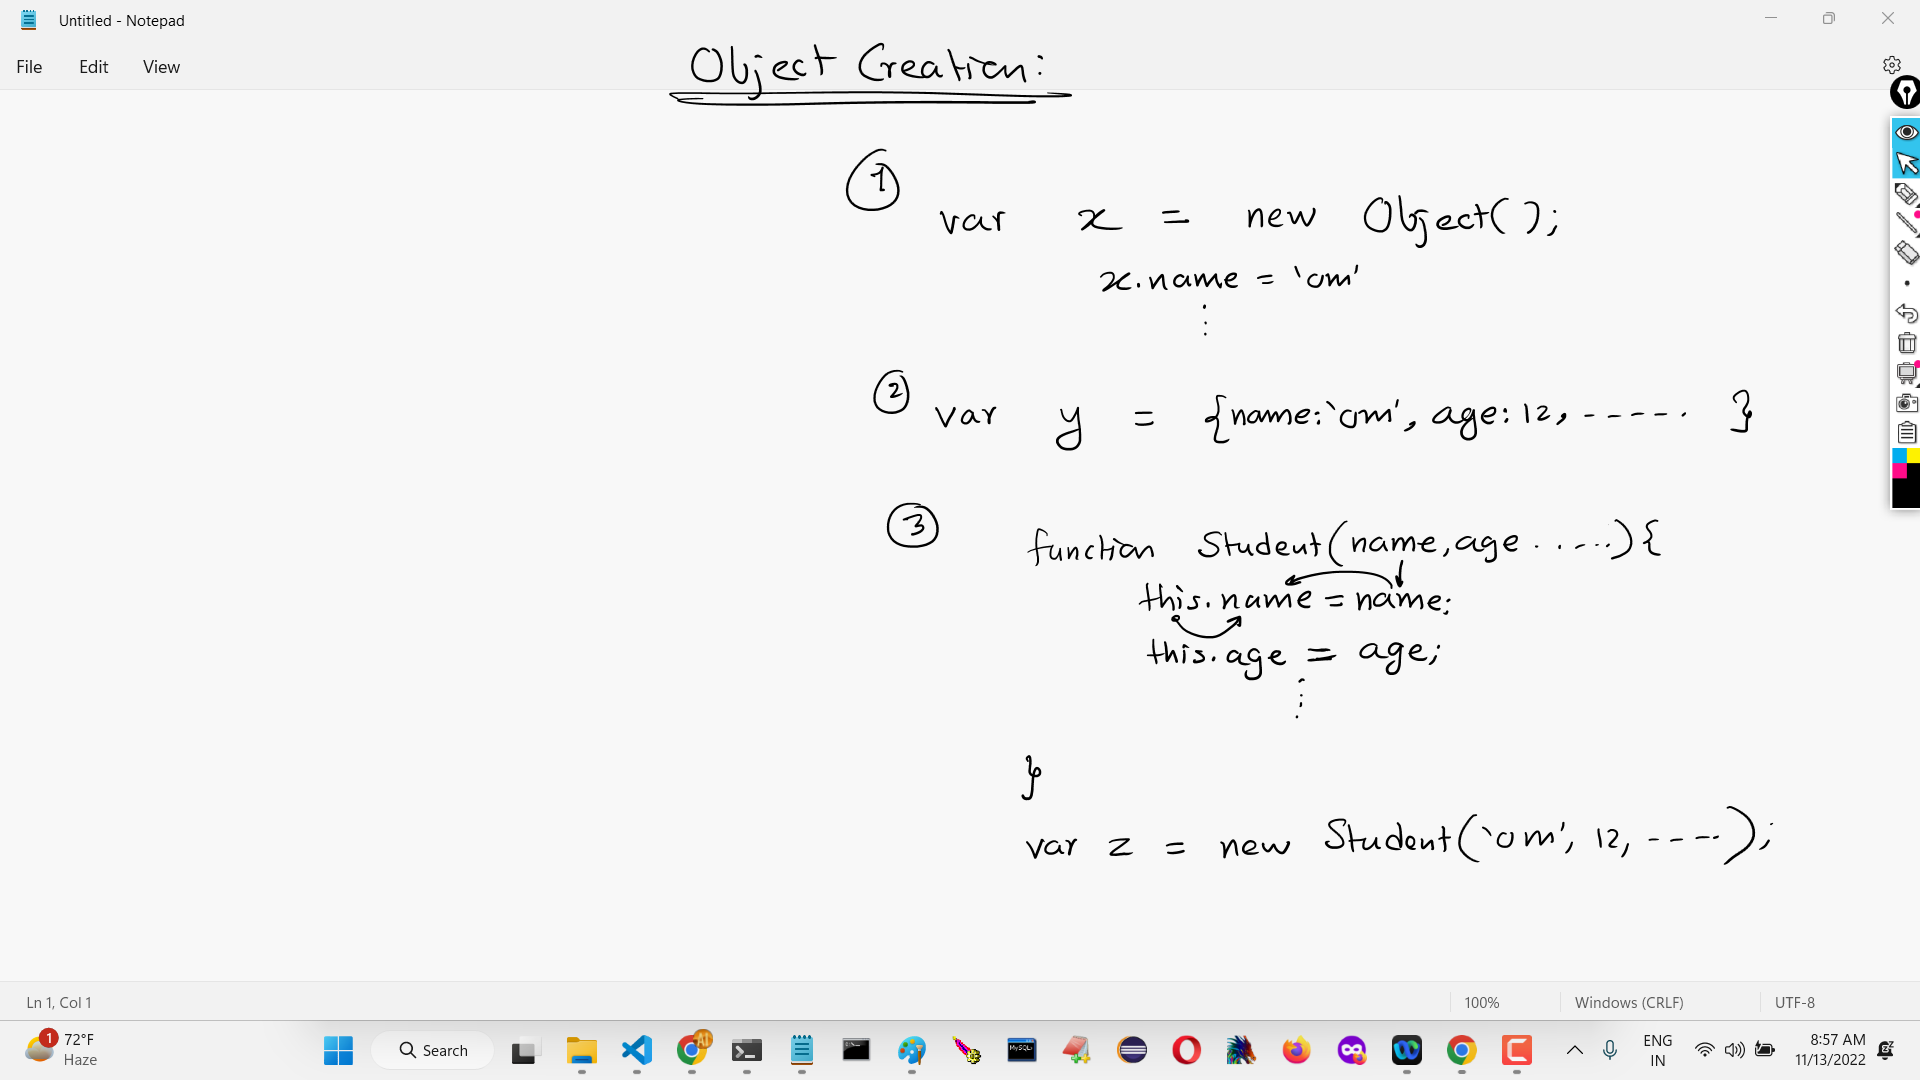 Untitled - Notepad
File Edit View
Object Creation:
1
var x = new Object();
x.name = 'om'
⋮
2 var y = {name:'om', age:12, ----- }
3
function Student(name,age ......){
this.name = name;
this.age = age;
⋮
}
var z = new Student('om', 12, -----);
Ln 1, Col 1 100% Windows (CRLF) UTF-8
1 72°F
Haze
Search
AI
MySQL
ENG
IN
8:57 AM
11/13/2022